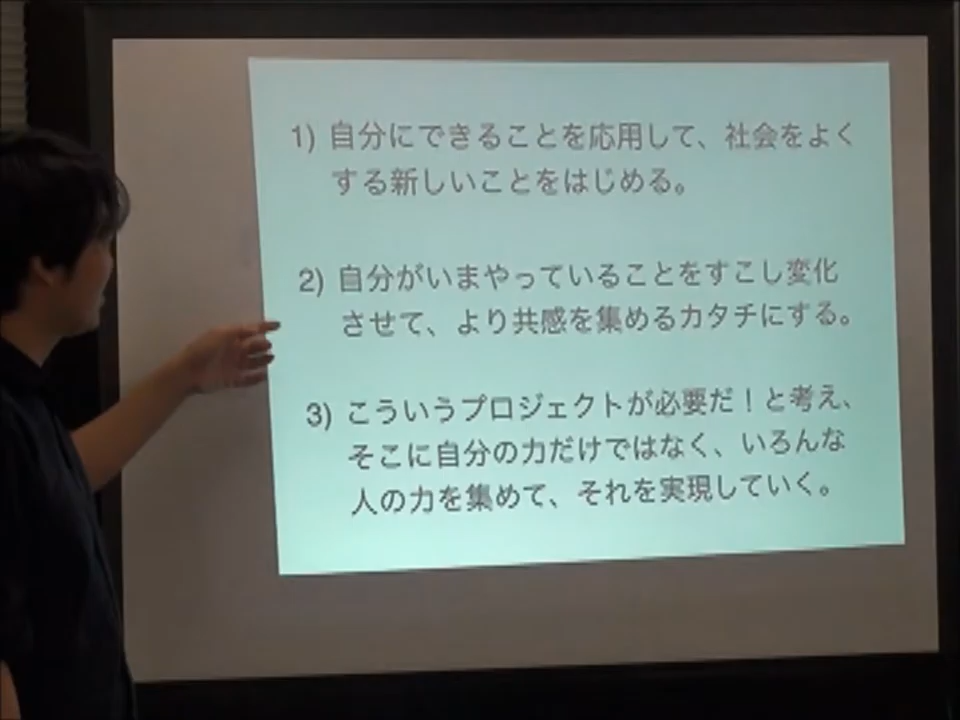 1) 自分にできることを応用して、社会をよく
する新しいことをはじめる。
2) 自分がいまやっていることをすこし変化
させて、より共感を集めるカタチにする。
3) こういうプロジェクトが必要だ！と考え、
そこに自分の力だけではなく、いろんな
人の力を集めて、それを実現していく。